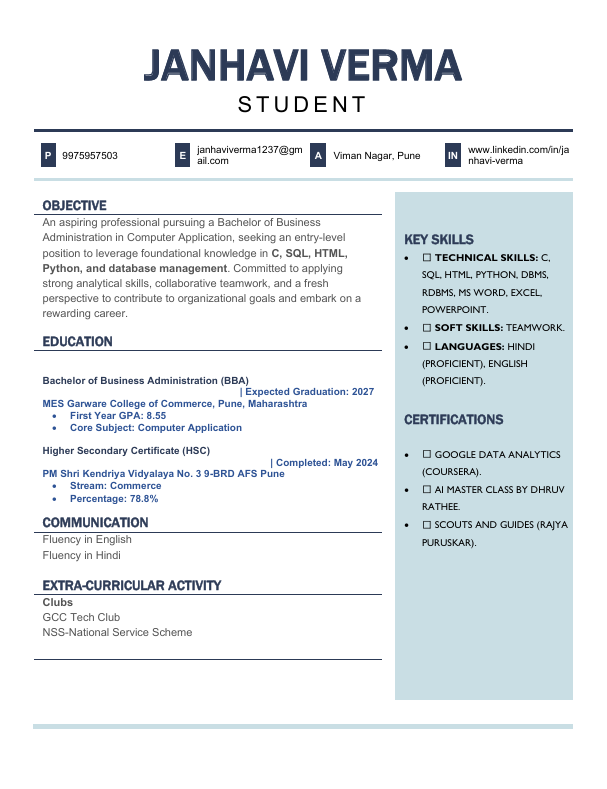 JANHAVI VERMA
STUDENT
P 9975957503
E janhaviverma1237@gm
ail.com
A Viman Nagar, Pune
IN www.linkedin.com/in/ja
nhavi-verma
OBJECTIVE
An aspiring professional pursuing a Bachelor of Business
Administration in Computer Application, seeking an entry-level
position to leverage foundational knowledge in C, SQL, HTML,
Python, and database management. Committed to applying
strong analytical skills, collaborative teamwork, and a fresh
perspective to contribute to organizational goals and embark on a
rewarding career.
EDUCATION
Bachelor of Business Administration (BBA)
| Expected Graduation: 2027
MES Garware College of Commerce, Pune, Maharashtra
• First Year GPA: 8.55
• Core Subject: Computer Application
Higher Secondary Certificate (HSC)
| Completed: May 2024
PM Shri Kendriya Vidyalaya No. 3 9-BRD AFS Pune
• Stream: Commerce
• Percentage: 78.8%
COMMUNICATION
Fluency in English
Fluency in Hindi
EXTRA-CURRICULAR ACTIVITY
Clubs
GCC Tech Club
NSS-National Service Scheme
KEY SKILLS
• ☐ TECHNICAL SKILLS: C,
SQL, HTML, PYTHON, DBMS,
RDBMS, MS WORD, EXCEL,
POWERPOINT.
• ☐ SOFT SKILLS: TEAMWORK.
• ☐ LANGUAGES: HINDI
(PROFICIENT), ENGLISH
(PROFICIENT).
CERTIFICATIONS
• ☐ GOOGLE DATA ANALYTICS
(COURSERA).
• ☐ AI MASTER CLASS BY DHRUV
RATHEE.
• ☐ SCOUTS AND GUIDES (RAJYA
PURUSKAR).